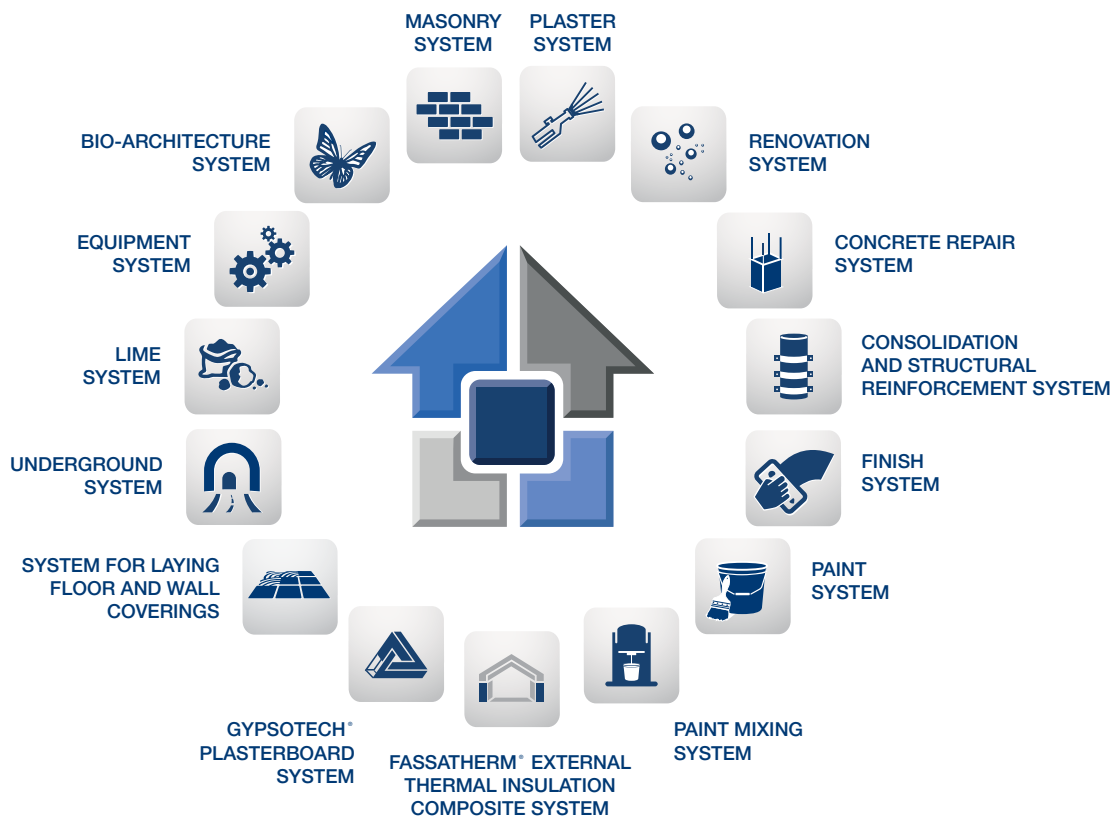 MASONRY
SYSTEM
PLASTER
SYSTEM
RENOVATION
SYSTEM
CONCRETE REPAIR
SYSTEM
CONSOLIDATION
AND STRUCTURAL
REINFORCEMENT SYSTEM
FINISH
SYSTEM
PAINT
SYSTEM
PAINT MIXING
SYSTEM
FASSATHERM® EXTERNAL
THERMAL INSULATION
COMPOSITE SYSTEM
GYPSOTECH®
PLASTERBOARD
SYSTEM
SYSTEM FOR LAYING
FLOOR AND WALL
COVERINGS
UNDERGROUND
SYSTEM
LIME
SYSTEM
EQUIPMENT
SYSTEM
BIO-ARCHITECTURE
SYSTEM